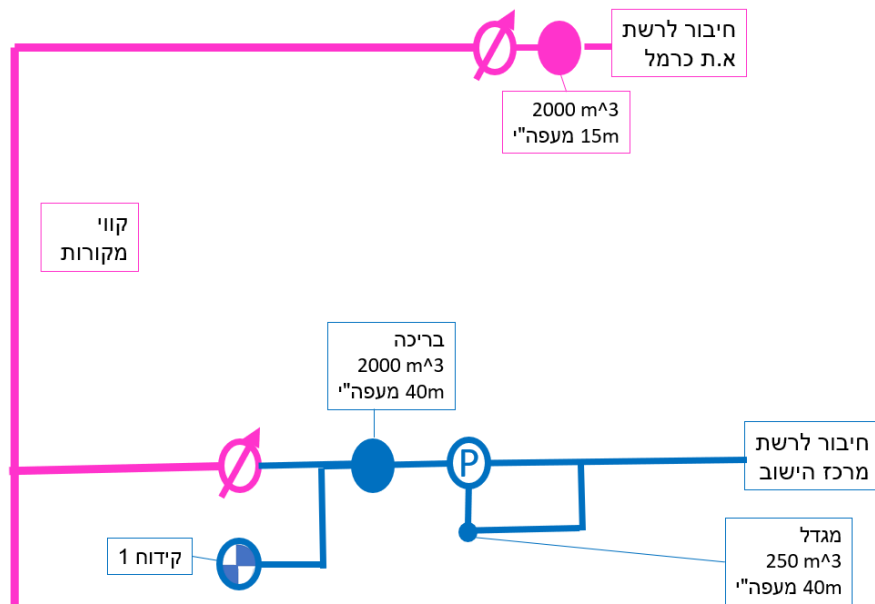 חיבור לרשת
א.ת כרמל
2000 m^3
15m מעפה"י
קווי
מקורות
בריכה
2000 m^3
40m מעפה"י
P
חיבור לרשת
מרכז הישוב
קידוח 1
מגדל
250 m^3
40m מעפה"י